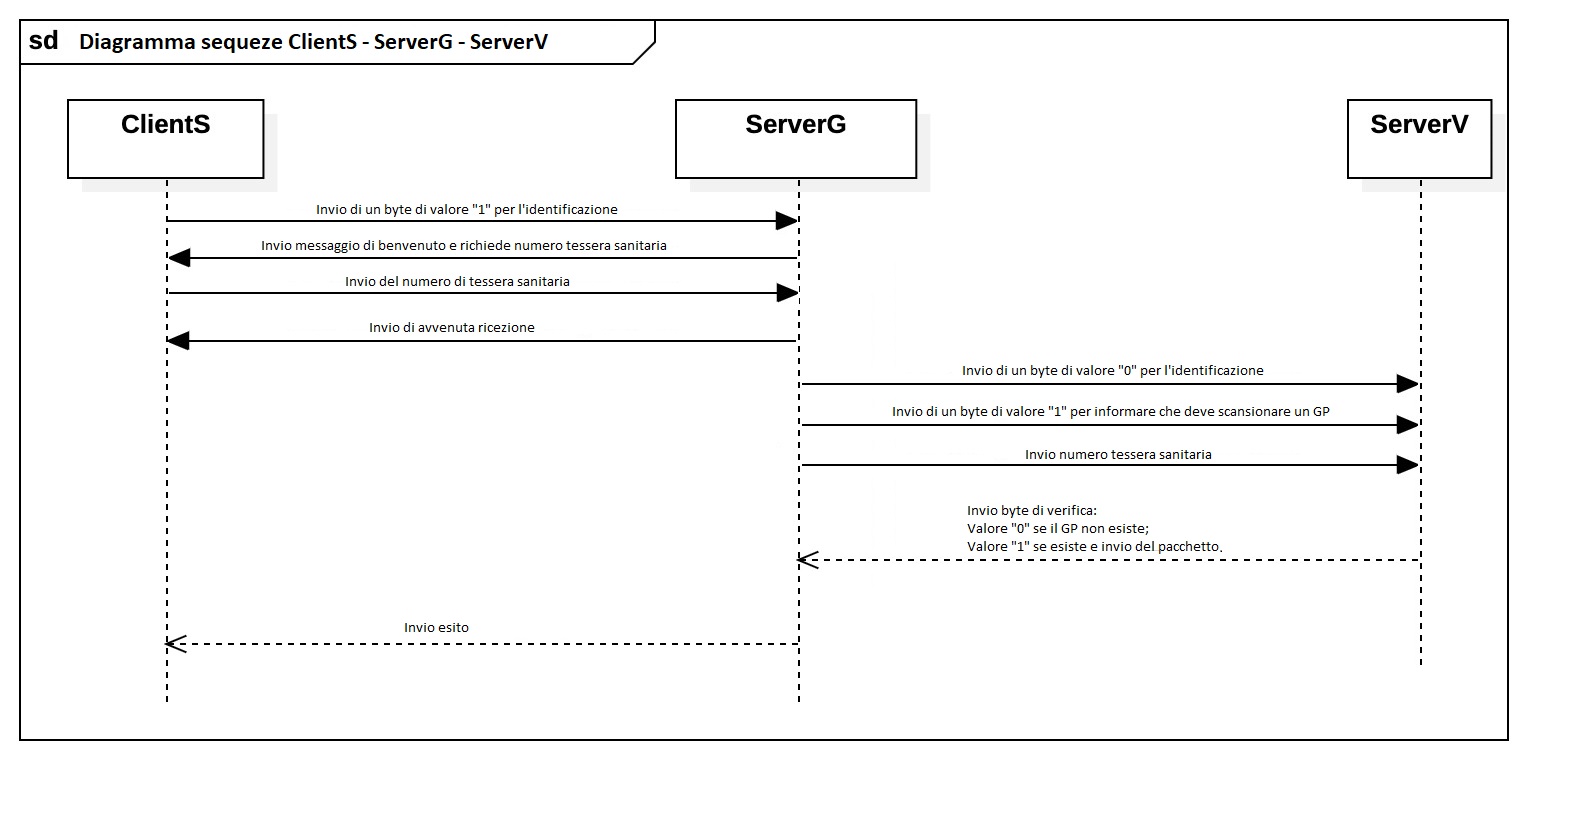 sd Diagramma sequeze ClientS - ServerG - ServerV
ClientS
ServerG
ServerV
Invio di un byte di valore "1" per l'identificazione
Invio messaggio di benvenuto e richiede numero tessera sanitaria
Invio del numero di tessera sanitaria
Invio di avvenuta ricezione
Invio di un byte di valore "0" per l'identificazione
Invio di un byte di valore "1" per informare che deve scansionare un GP
Invio numero tessera sanitaria
Invio byte di verifica:
Valore "0" se il GP non esiste;
Valore "1" se esiste e invio del pacchetto.
Invio esito